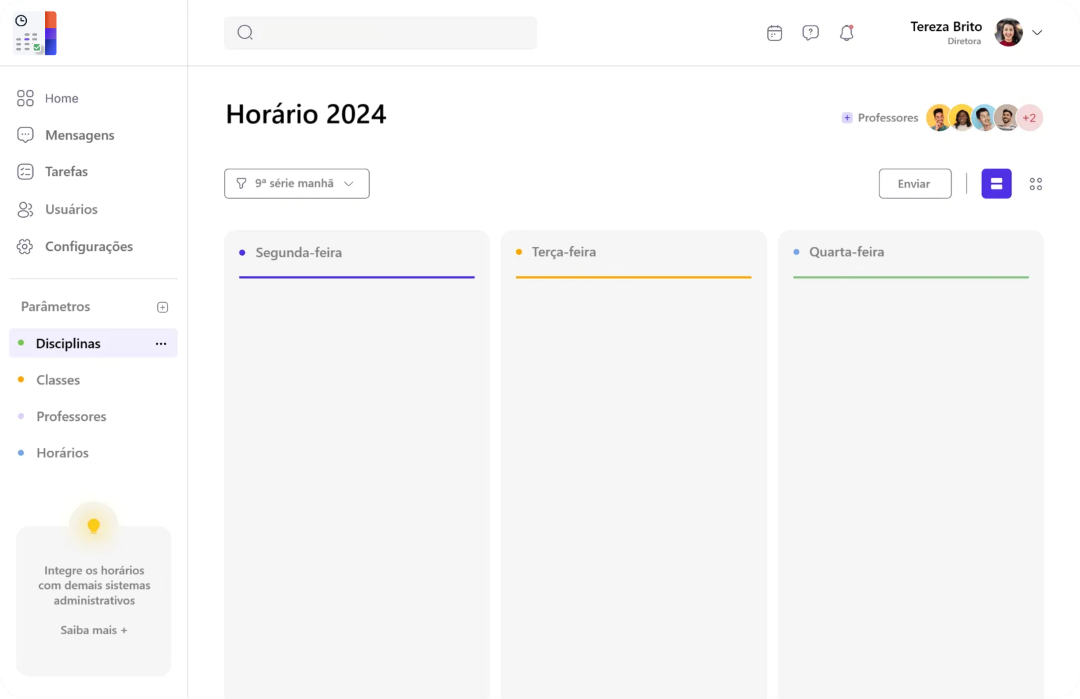 Tereza Brito
Diretora
Home
Mensagens
Tarefas
Usuários
Configurações
Parâmetros
Disciplinas
Classes
Professores
Horários
Integre os horários
com demais sistemas
administrativos
Saiba mais +
Horário 2024
+ Professores +2
9ª série manhã
Enviar
Segunda-feira
Terça-feira
Quarta-feira